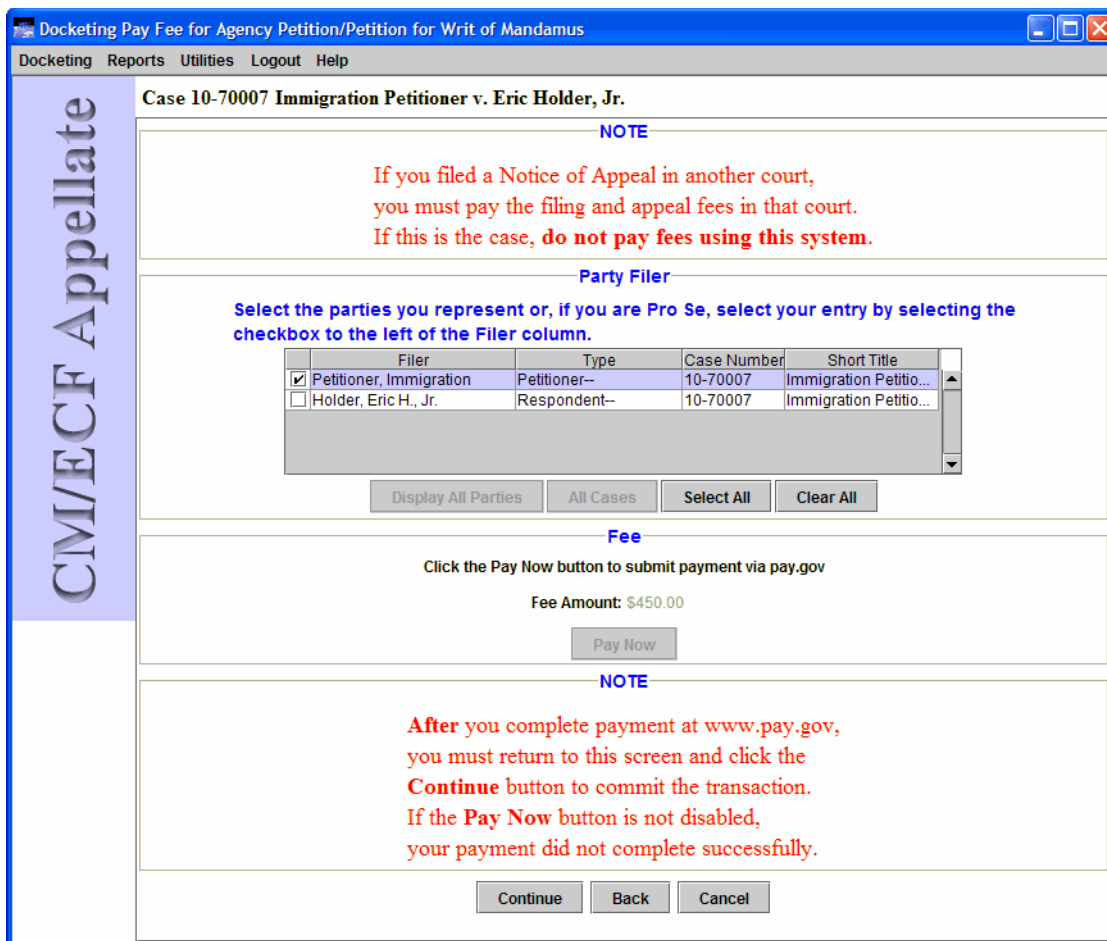 Docketing Pay Fee for Agency Petition/Petition for Writ of Mandamus
Docketing Reports Utilities Logout Help
CM/ECF Appellate
Case 10-70007 Immigration Petitioner v. Eric Holder, Jr.
NOTE
If you filed a Notice of Appeal in another court,
you must pay the filing and appeal fees in that court.
If this is the case, do not pay fees using this system.
Party Filer
Select the parties you represent or, if you are Pro Se, select your entry by selecting the
checkbox to the left of the Filer column.
Filer Type Case Number Short Title
Petitioner, Immigration Petitioner-- 10-70007 Immigration Petitio...
Holder, Eric H., Jr. Respondent-- 10-70007 Immigration Petitio...
Display All Parties All Cases Select All Clear All
Fee
Click the Pay Now button to submit payment via pay.gov
Fee Amount: $450.00
Pay Now
NOTE
After you complete payment at www.pay.gov,
you must return to this screen and click the
Continue button to commit the transaction.
If the Pay Now button is not disabled,
your payment did not complete successfully.
Continue Back Cancel